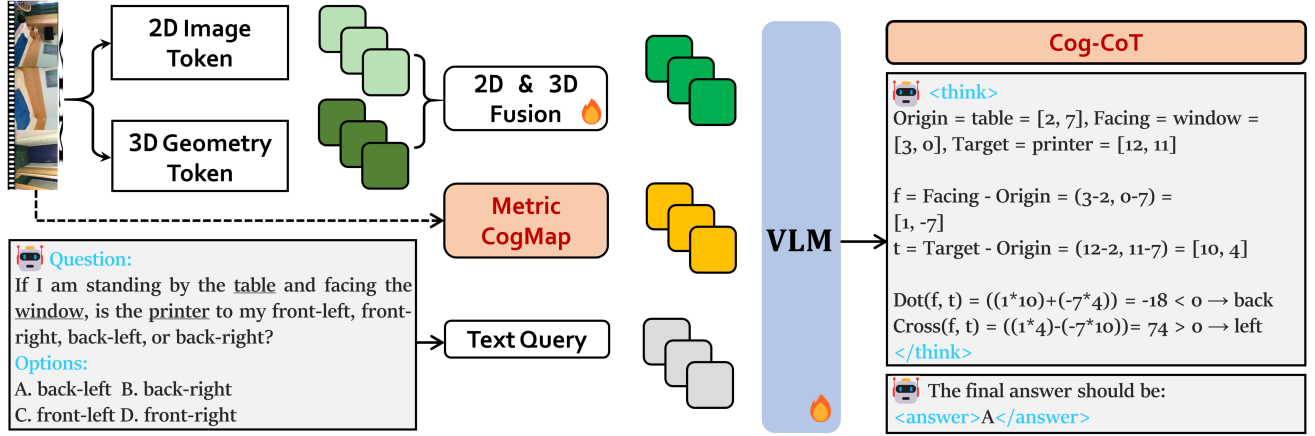 2D Image
Token
3D Geometry
Token
2D & 3D
Fusion
Metric
CogMap
Question:
If I am standing by the table and facing the
window, is the printer to my front-left, front-
right, back-left, or back-right?
Options:
A. back-left B. back-right
C. front-left D. front-right
Text Query
VLM
Cog-CoT
<think>
Origin = table = [2, 7], Facing = window =
[3, 0], Target = printer = [12, 11]
f = Facing - Origin = (3-2, 0-7) =
[1, -7]
t = Target - Origin = (12-2, 11-7) = [10, 4]
Dot(f, t) = ((1*10)+(-7*4)) = -18 < 0 → back
Cross(f, t) = ((1*4)-(-7*10))= 74 > 0 → left
</think>
The final answer should be:
<answer>A</answer>